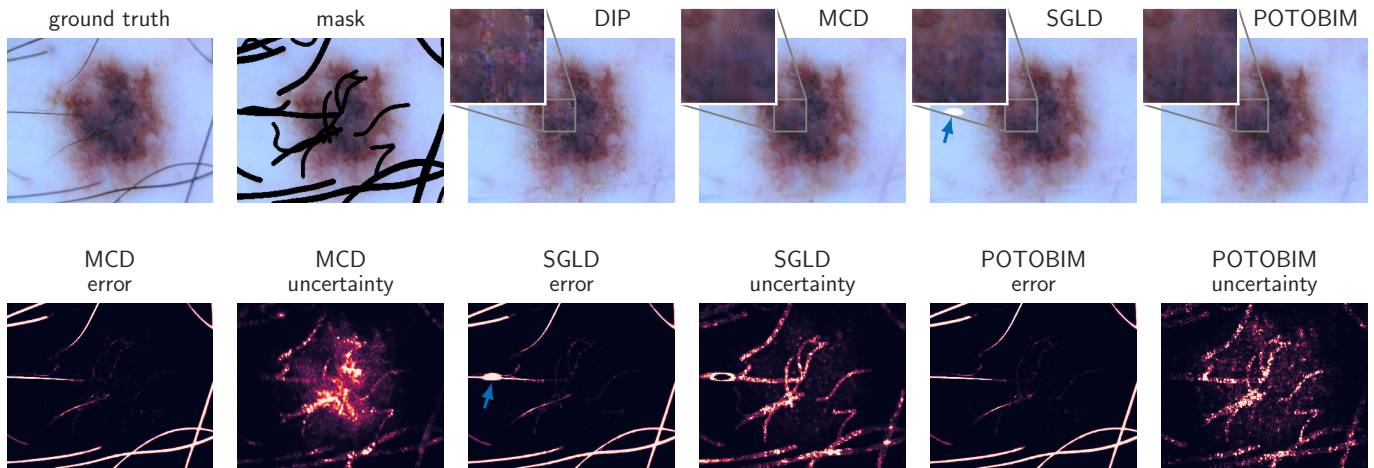 ground truth
mask
DIP
MCD
SGLD
POTOBIM
MCD
error
MCD
uncertainty
SGLD
error
SGLD
uncertainty
POTOBIM
error
POTOBIM
uncertainty